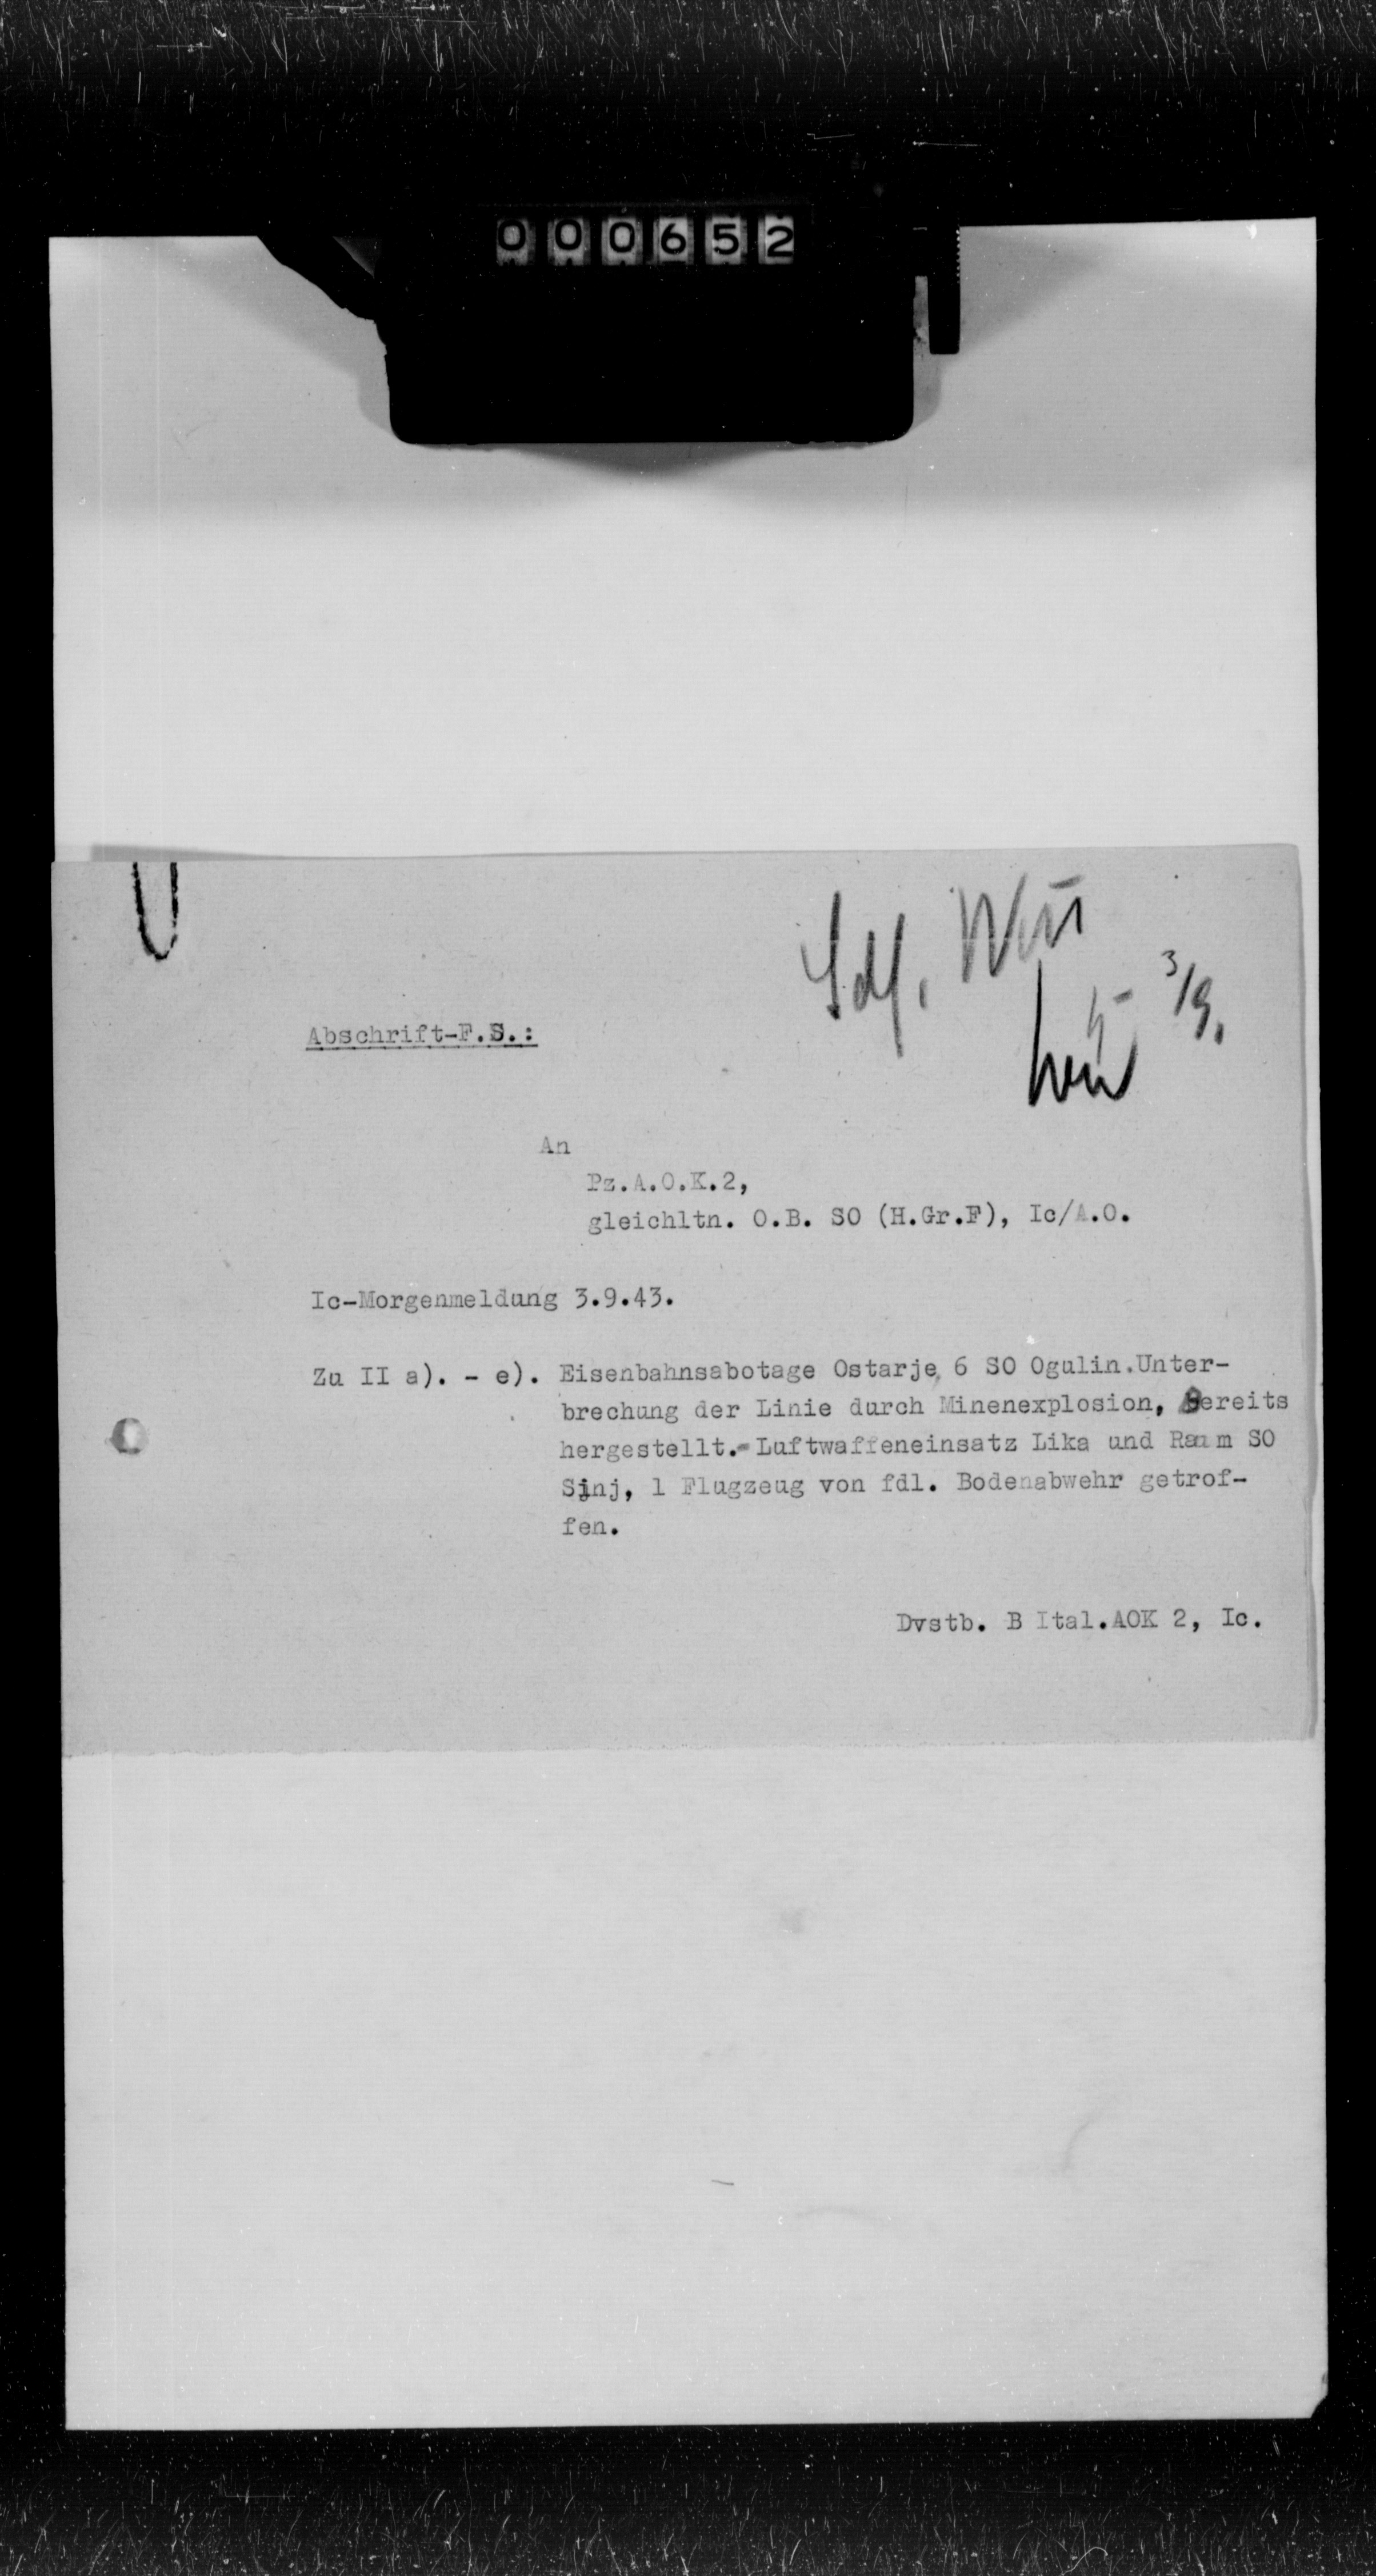 000652
Sdf.
3/9.
Abschrift-F.S.:
An
Pz.A.O.K.2,
gleichltn. O.B. SO (H.Gr.F), Ic/A.O.
Ic-Morgenmeldung 3.9.43.
Zu II a). - e). Eisenbahnsabotage Ostarje 6 SO Ogulin.Unter-
brechung der Linie durch Minenexplosion, Bereits
hergestellt.- Luftwaffeneinsatz Lika und Raum SO
Sinj, 1 Flugzeug von fdl. Bodenabwehr getrof-
fen.
Dvstb. B Ital.AOK 2, Ic.